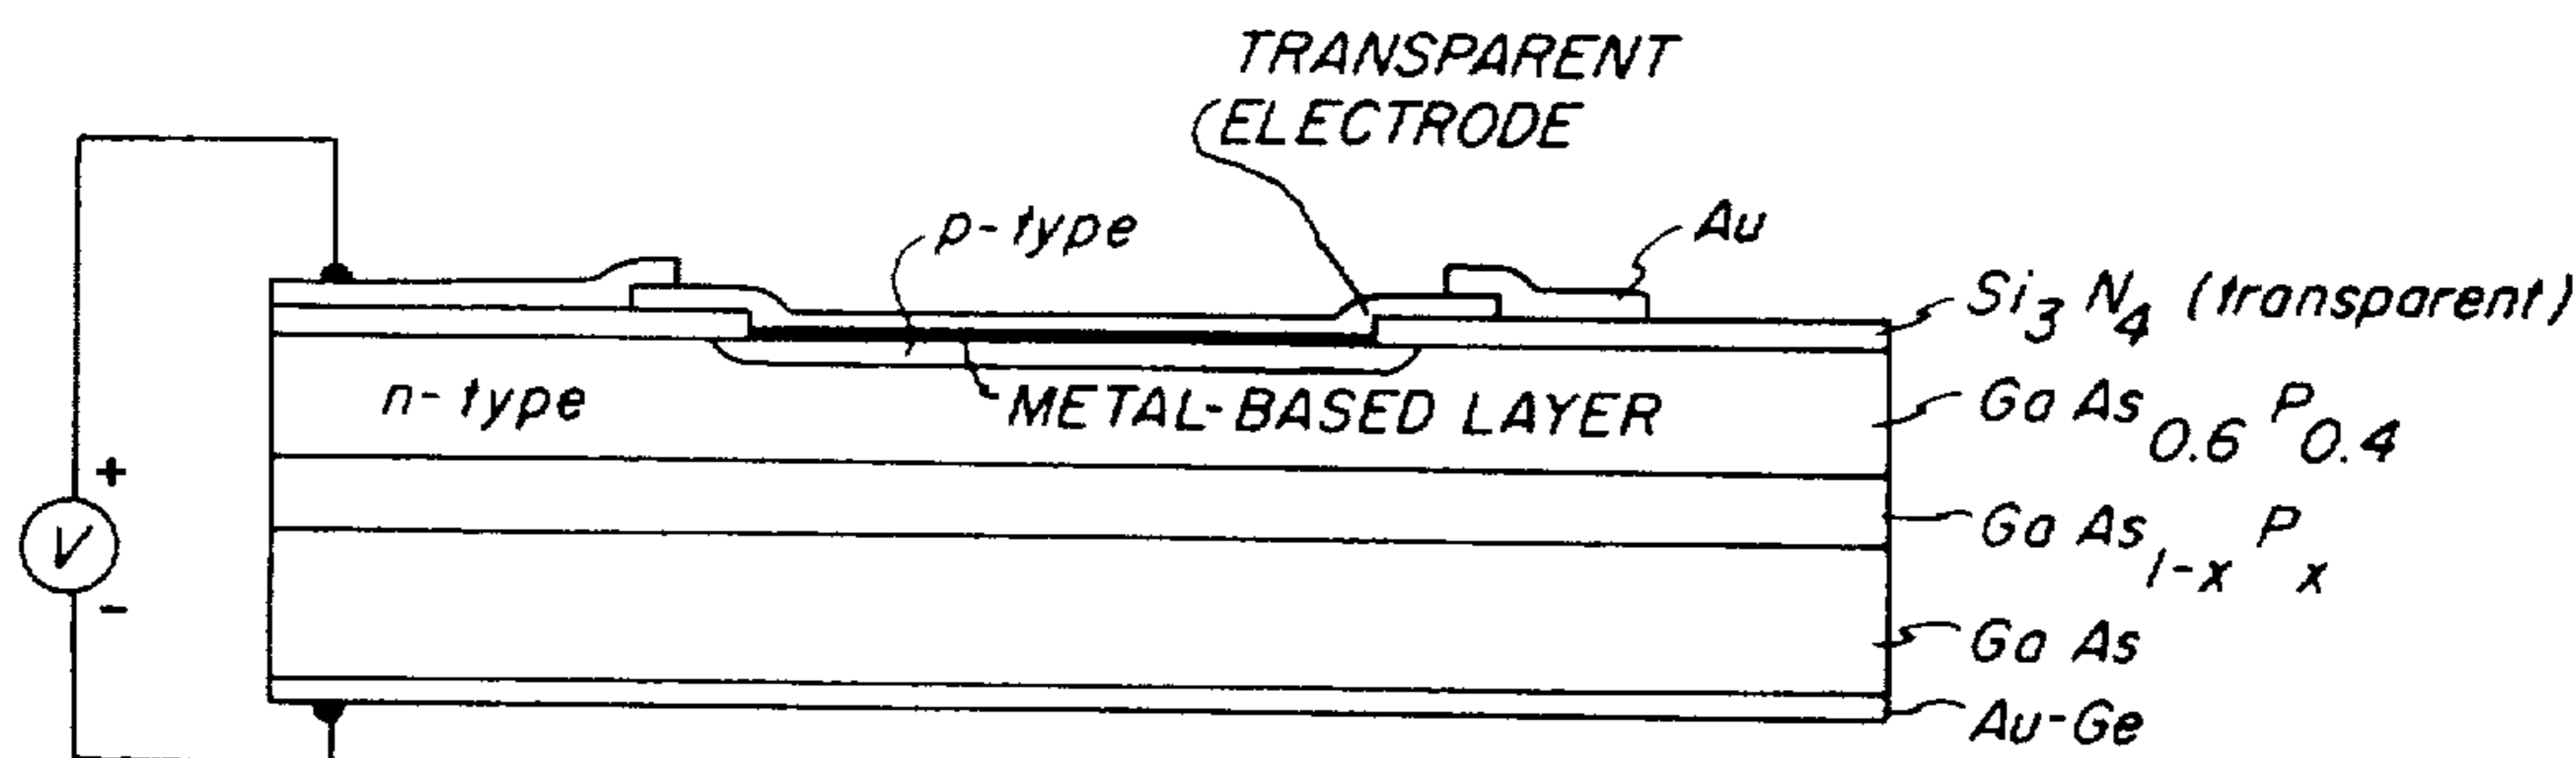 TRANSPARENT
ELECTRODE
p-type
Au
Si3N4 (transparent)
n-type
METAL-BASED LAYER
GaAs0.6P0.4
+
V
-
GaAs1-xPx
GaAs
Au-Ge